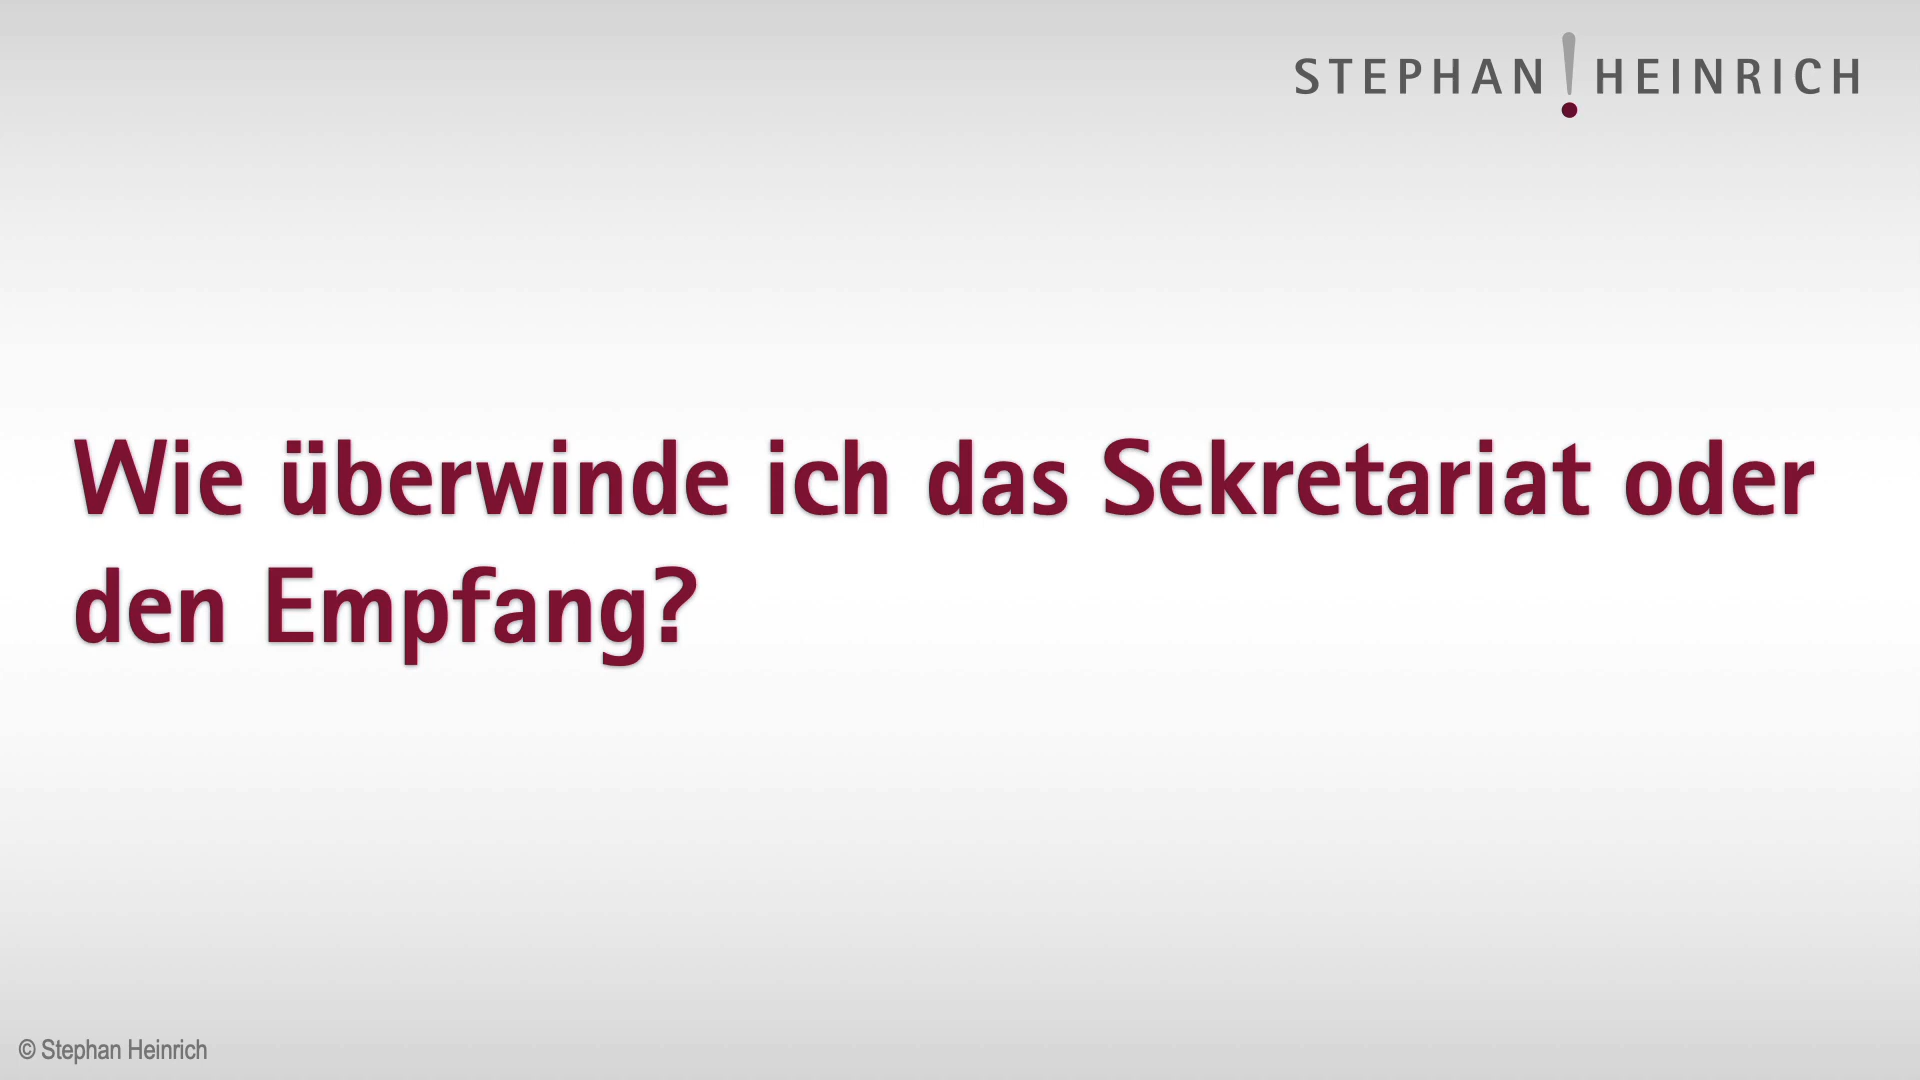 STEPHAN!HEINRICH
Wie überwinde ich das Sekretariat oder
den Empfang?
© Stephan Heinrich